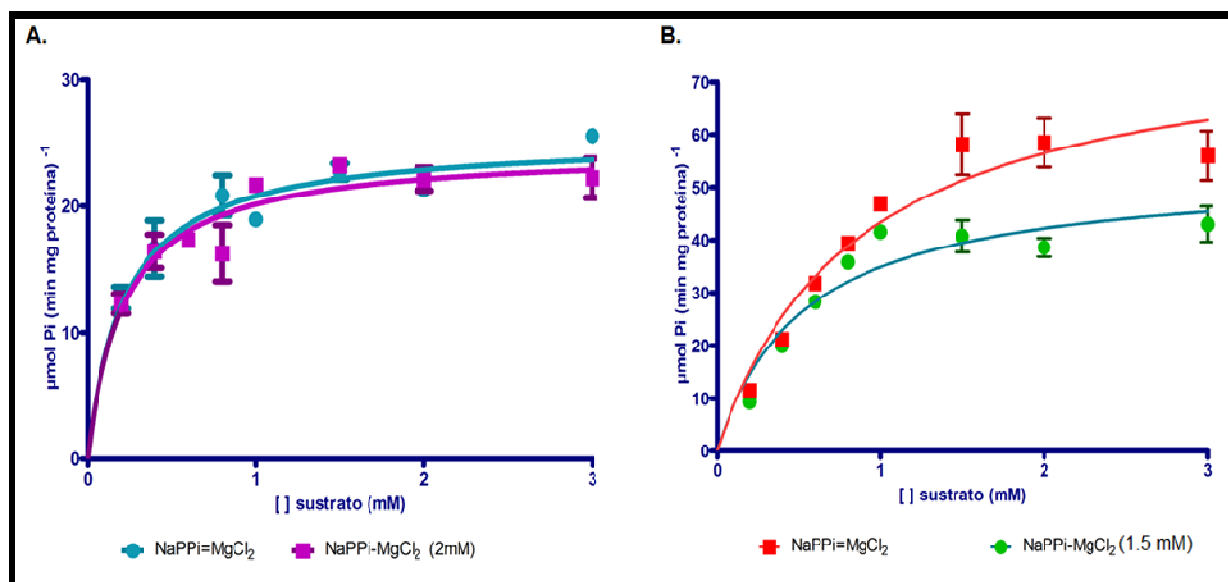 A.
B.
30
20
10
0
µmol Pi (min mg proteína) ⁻¹
0 1 2 3
[ ] sustrato (mM)
NaPPi=MgCl₂ NaPPi-MgCl₂ (2mM)
70
60
50
40
30
20
10
0
µmol Pi (min mg proteína) ⁻¹
0 1 2 3
[ ] sustrato (mM)
NaPPi=MgCl₂ NaPPi-MgCl₂ (1.5 mM)